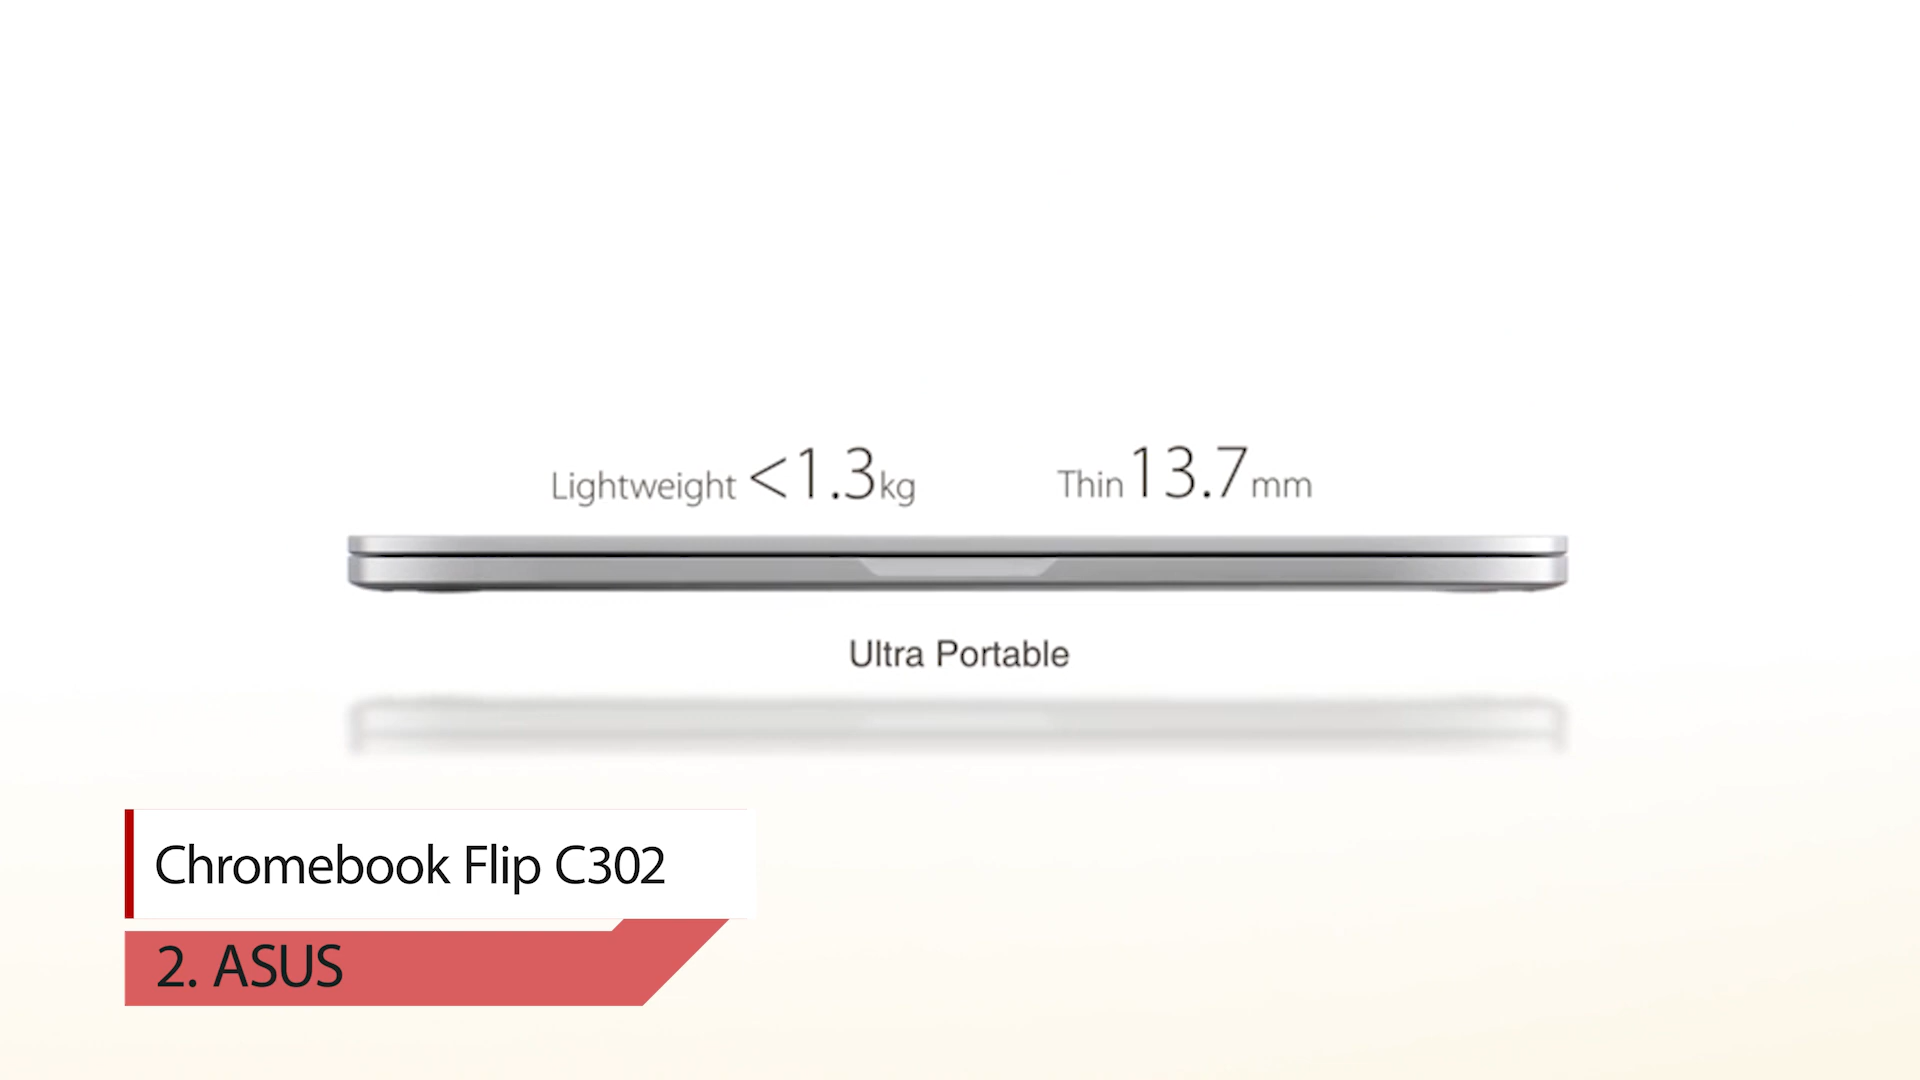 Lightweight <1.3kg
Thin 13.7mm
Ultra Portable
Chromebook Flip C302
2. ASUS